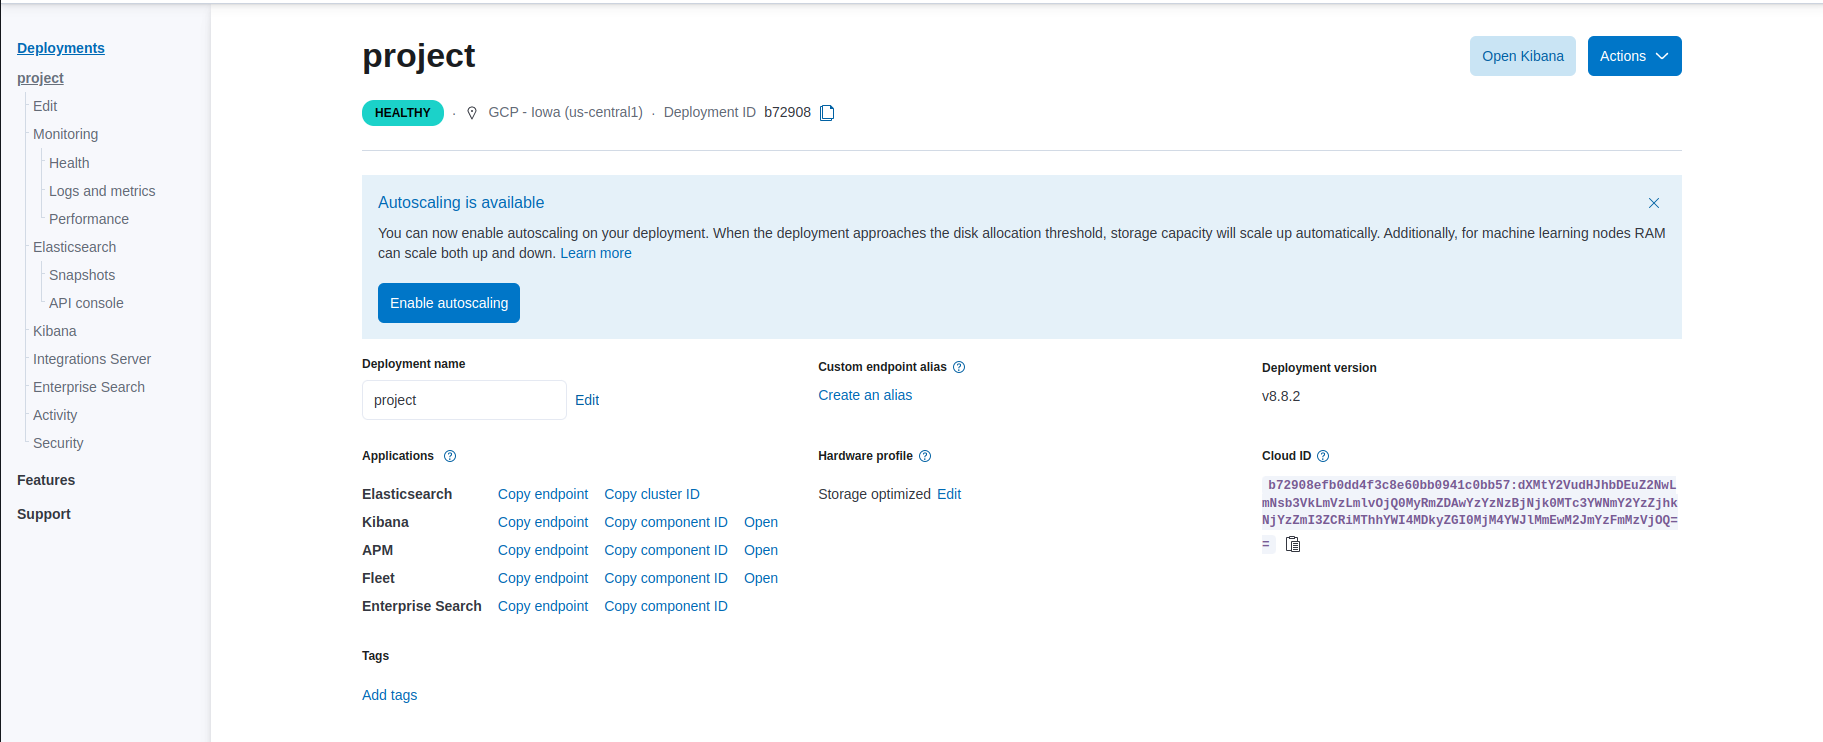 Deployments
project
Edit
Monitoring
Health
Logs and metrics
Performance
Elasticsearch
Snapshots
API console
Kibana
Integrations Server
Enterprise Search
Activity
Security
Features
Support
project
Open Kibana
Actions
HEALTHY · GCP - Iowa (us-central1) · Deployment ID b72908
Autoscaling is available
You can now enable autoscaling on your deployment. When the deployment approaches the disk allocation threshold, storage capacity will scale up automatically. Additionally, for machine learning nodes RAM
can scale both up and down. Learn more
Enable autoscaling
Deployment name
project Edit
Custom endpoint alias
Create an alias
Deployment version
v8.8.2
Applications
Elasticsearch Copy endpoint Copy cluster ID
Kibana Copy endpoint Copy component ID Open
APM Copy endpoint Copy component ID Open
Fleet Copy endpoint Copy component ID Open
Enterprise Search Copy endpoint Copy component ID
Hardware profile
Storage optimized Edit
Cloud ID
b72908efb0dd4f3c8e60bb0941c0bb57:dXMtY2VudHJhbDEuZ2NwL
mNsb3VkLmVzLmlvOjQ0MyRmZDAwYzYzNzBjNjk0MTc3YWNmY2YzZjhk
NjYzZmI3ZCRiMThhYWI4MDkyZGI0MjM4YWJlMmEwM2JmYzFmMzVjOQ=
=
Tags
Add tags